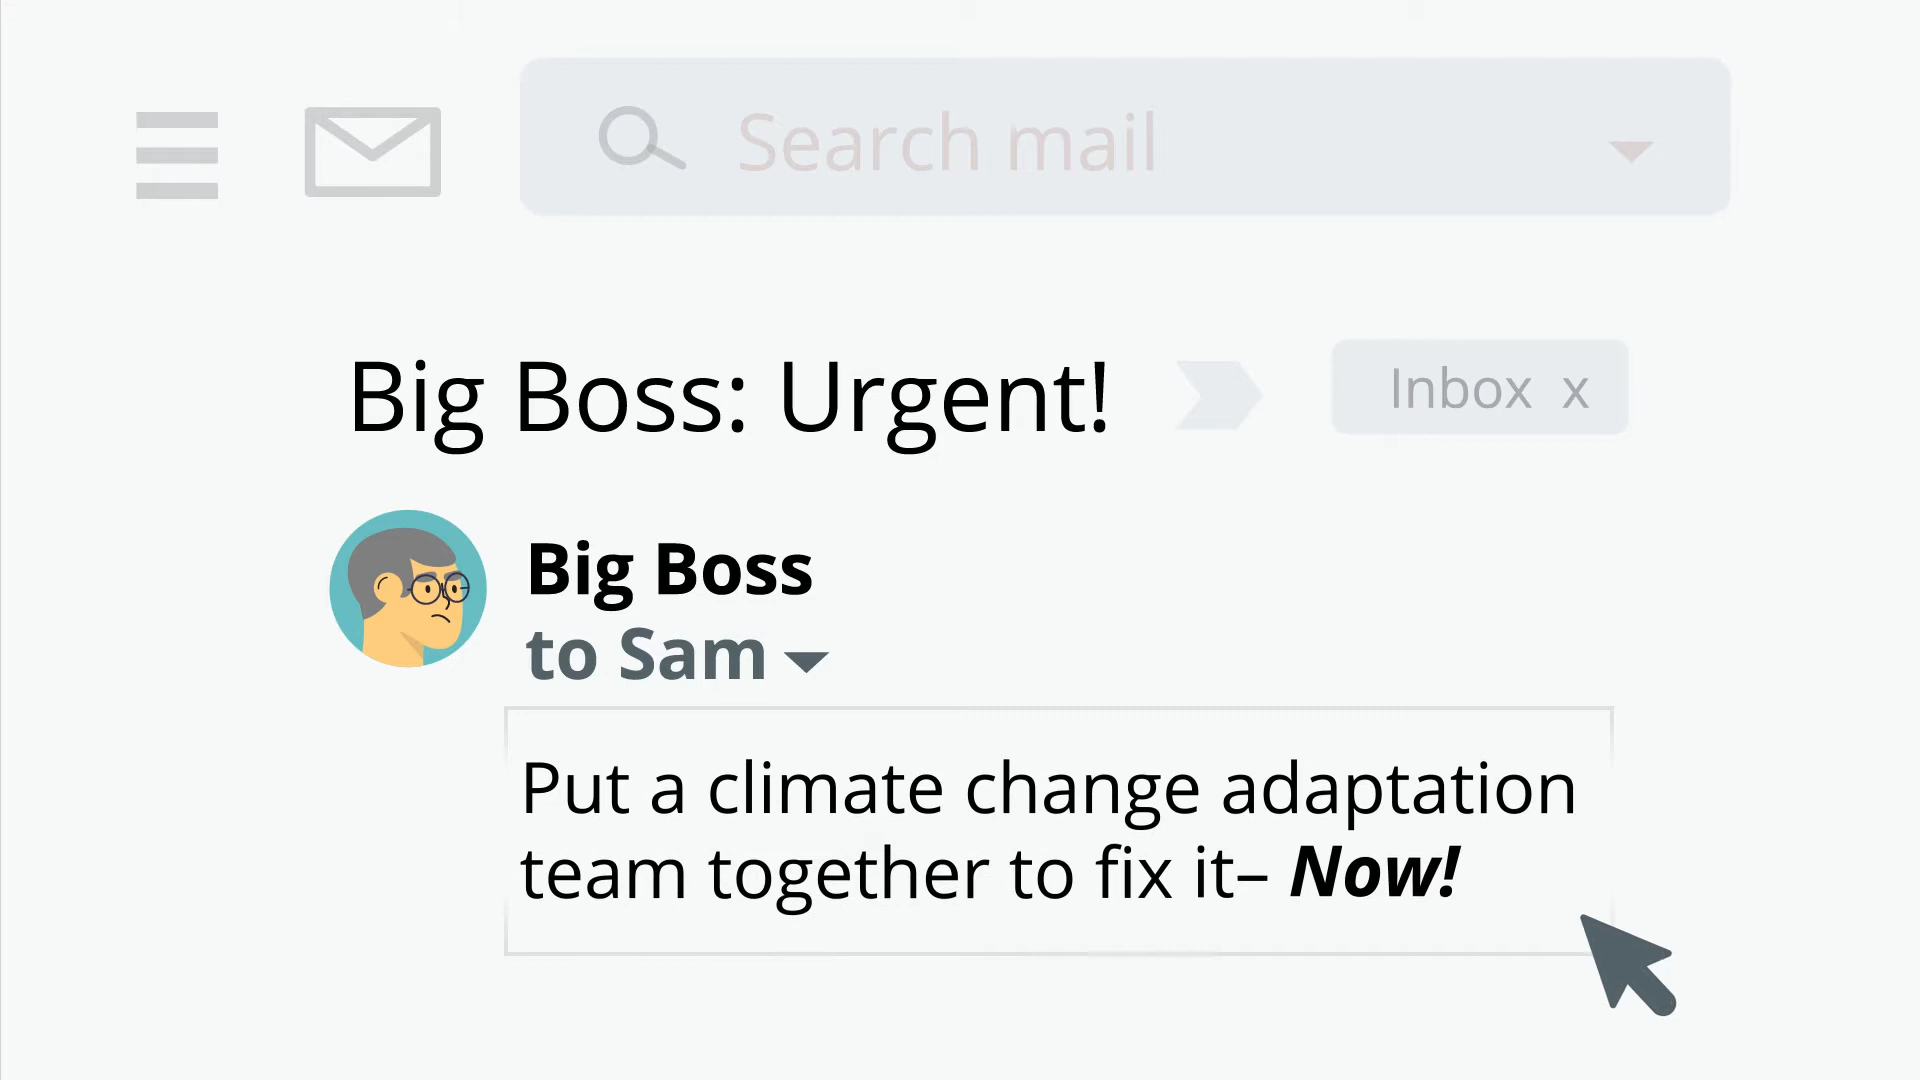 Search mail
Big Boss: Urgent!
Inbox x
Big Boss
to Sam
Put a climate change adaptation
team together to fix it– Now!